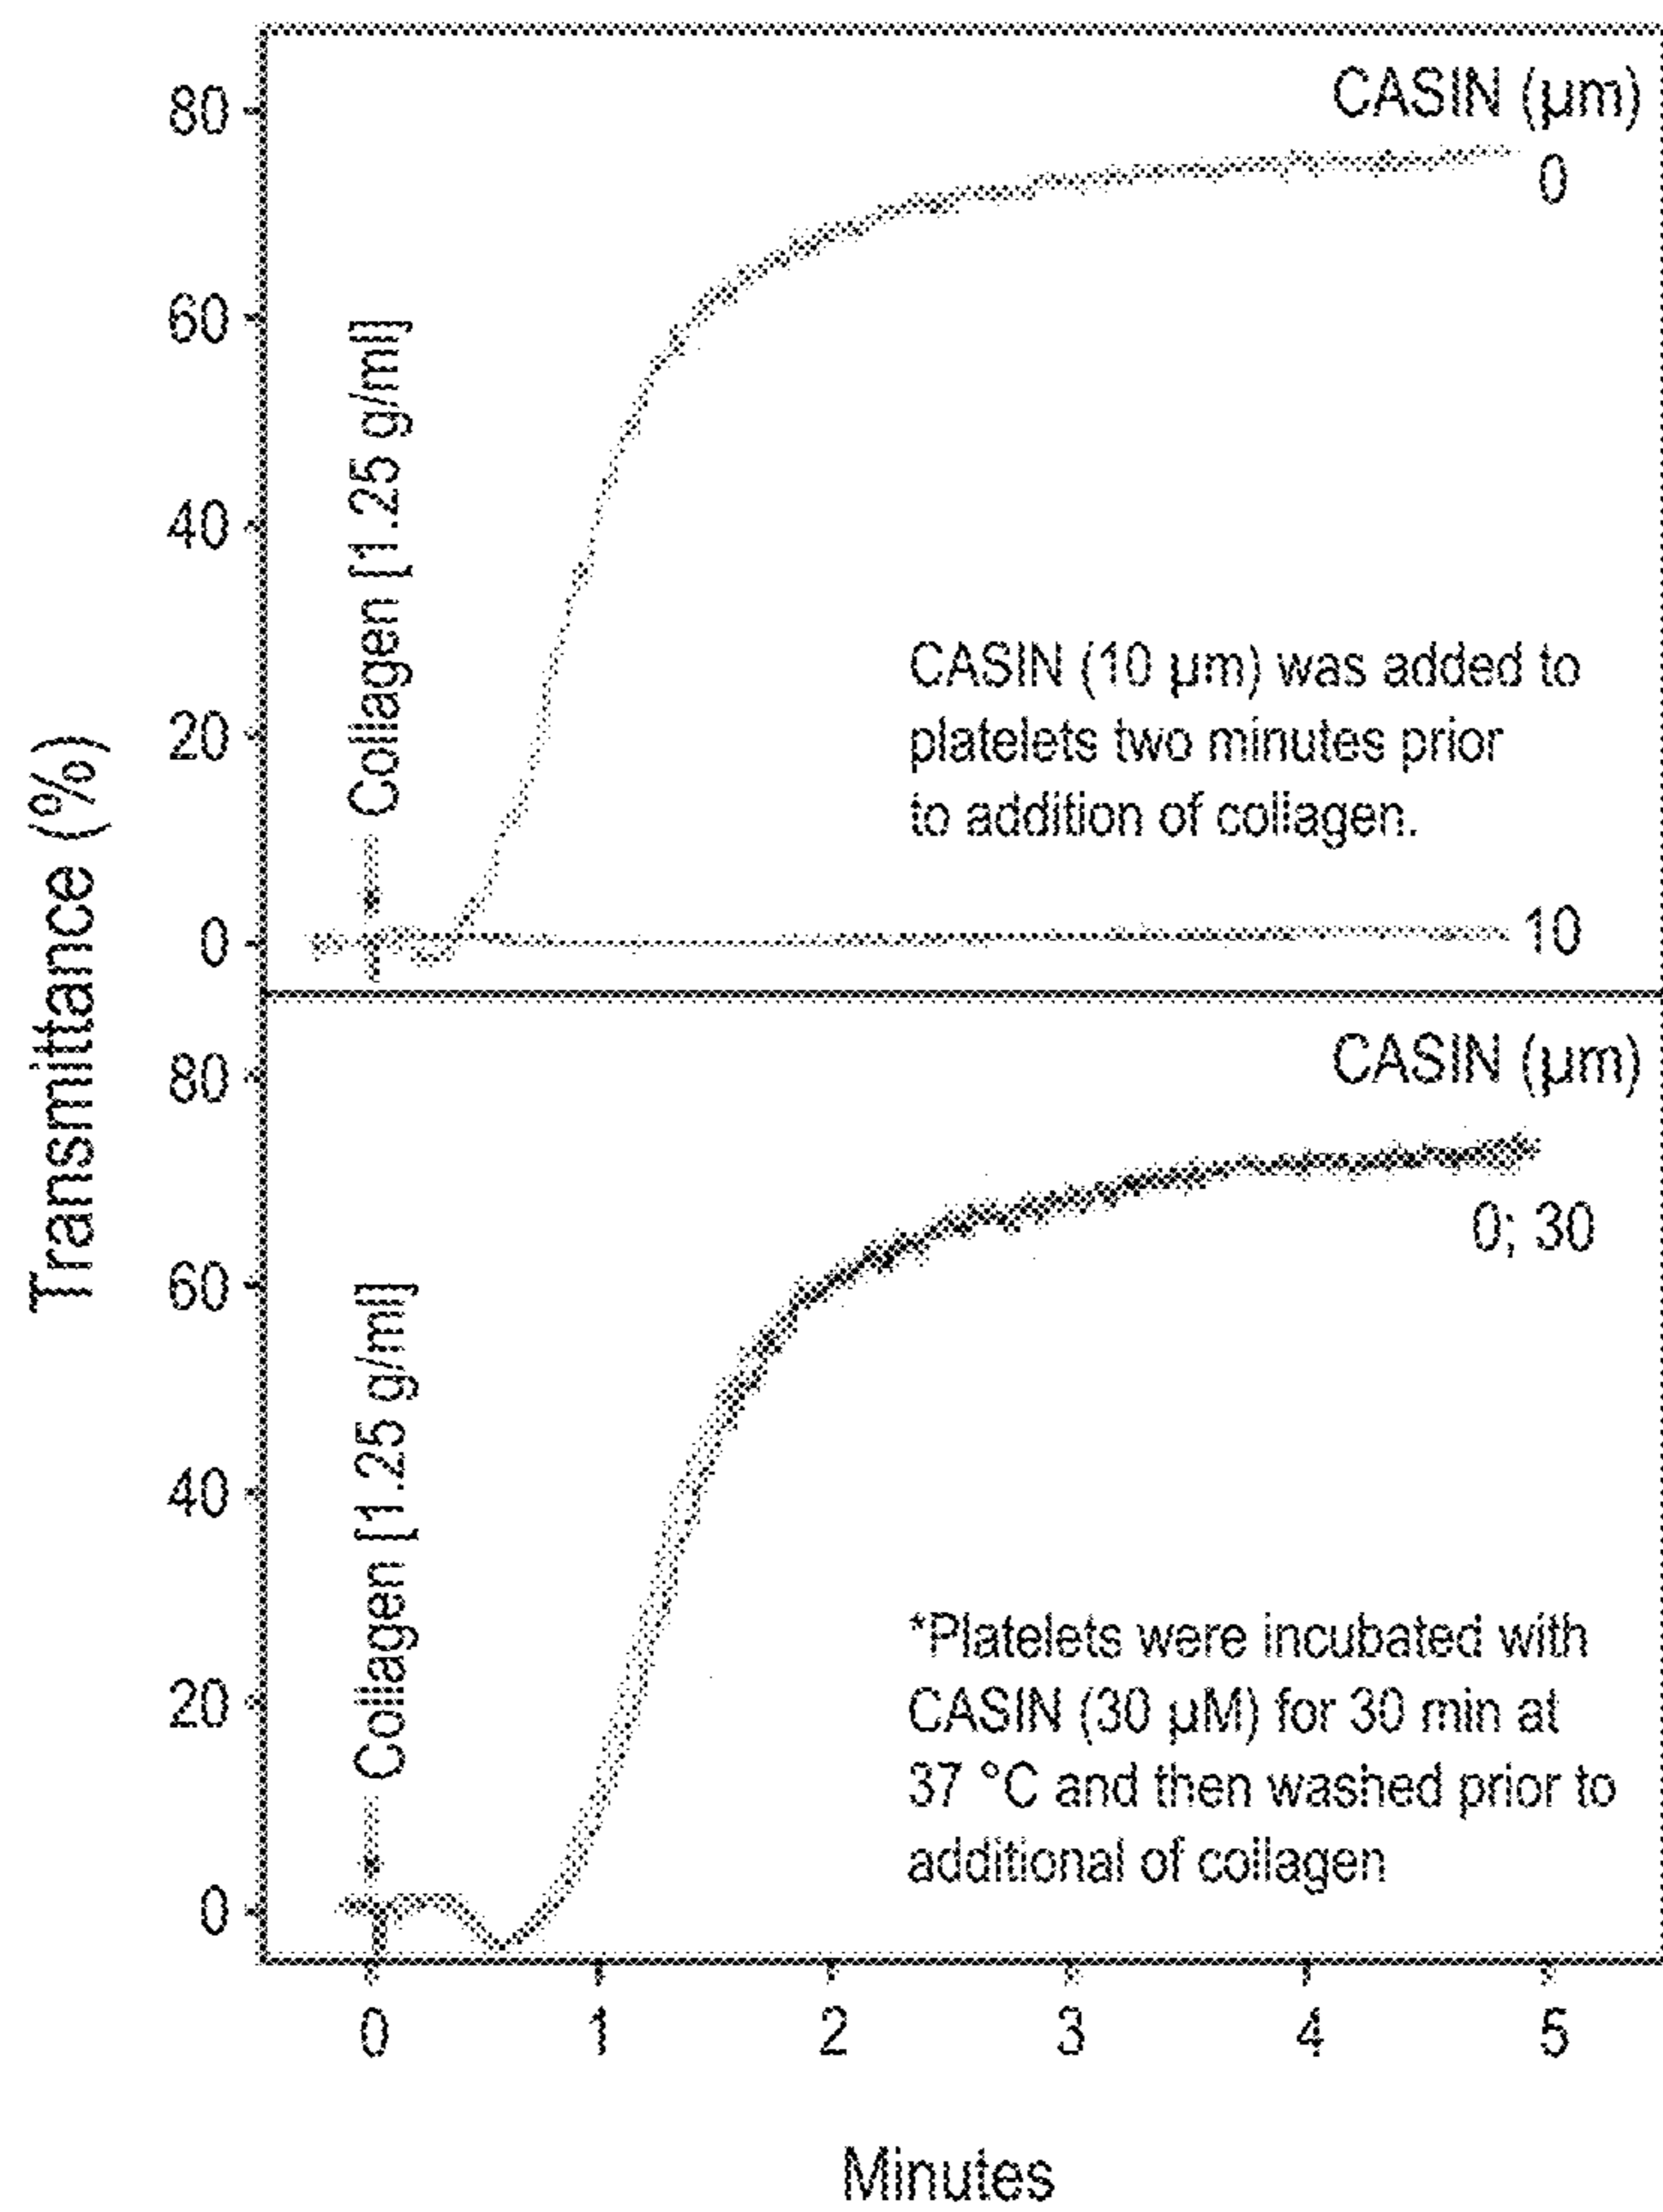 Transmittance (%)
80
60
40
20
0
Collagen [1.25 g/ml]
CASIN (µm)
0
CASIN (10 µm) was added to
platelets two minutes prior
to addition of collagen.
10
80
60
40
20
0
Collagen [1.25 g/ml]
CASIN (µm)
0; 30
*Platelets were incubated with
CASIN (30 µM) for 30 min at
37 °C and then washed prior to
additional of collagen
0 1 2 3 4 5
Minutes